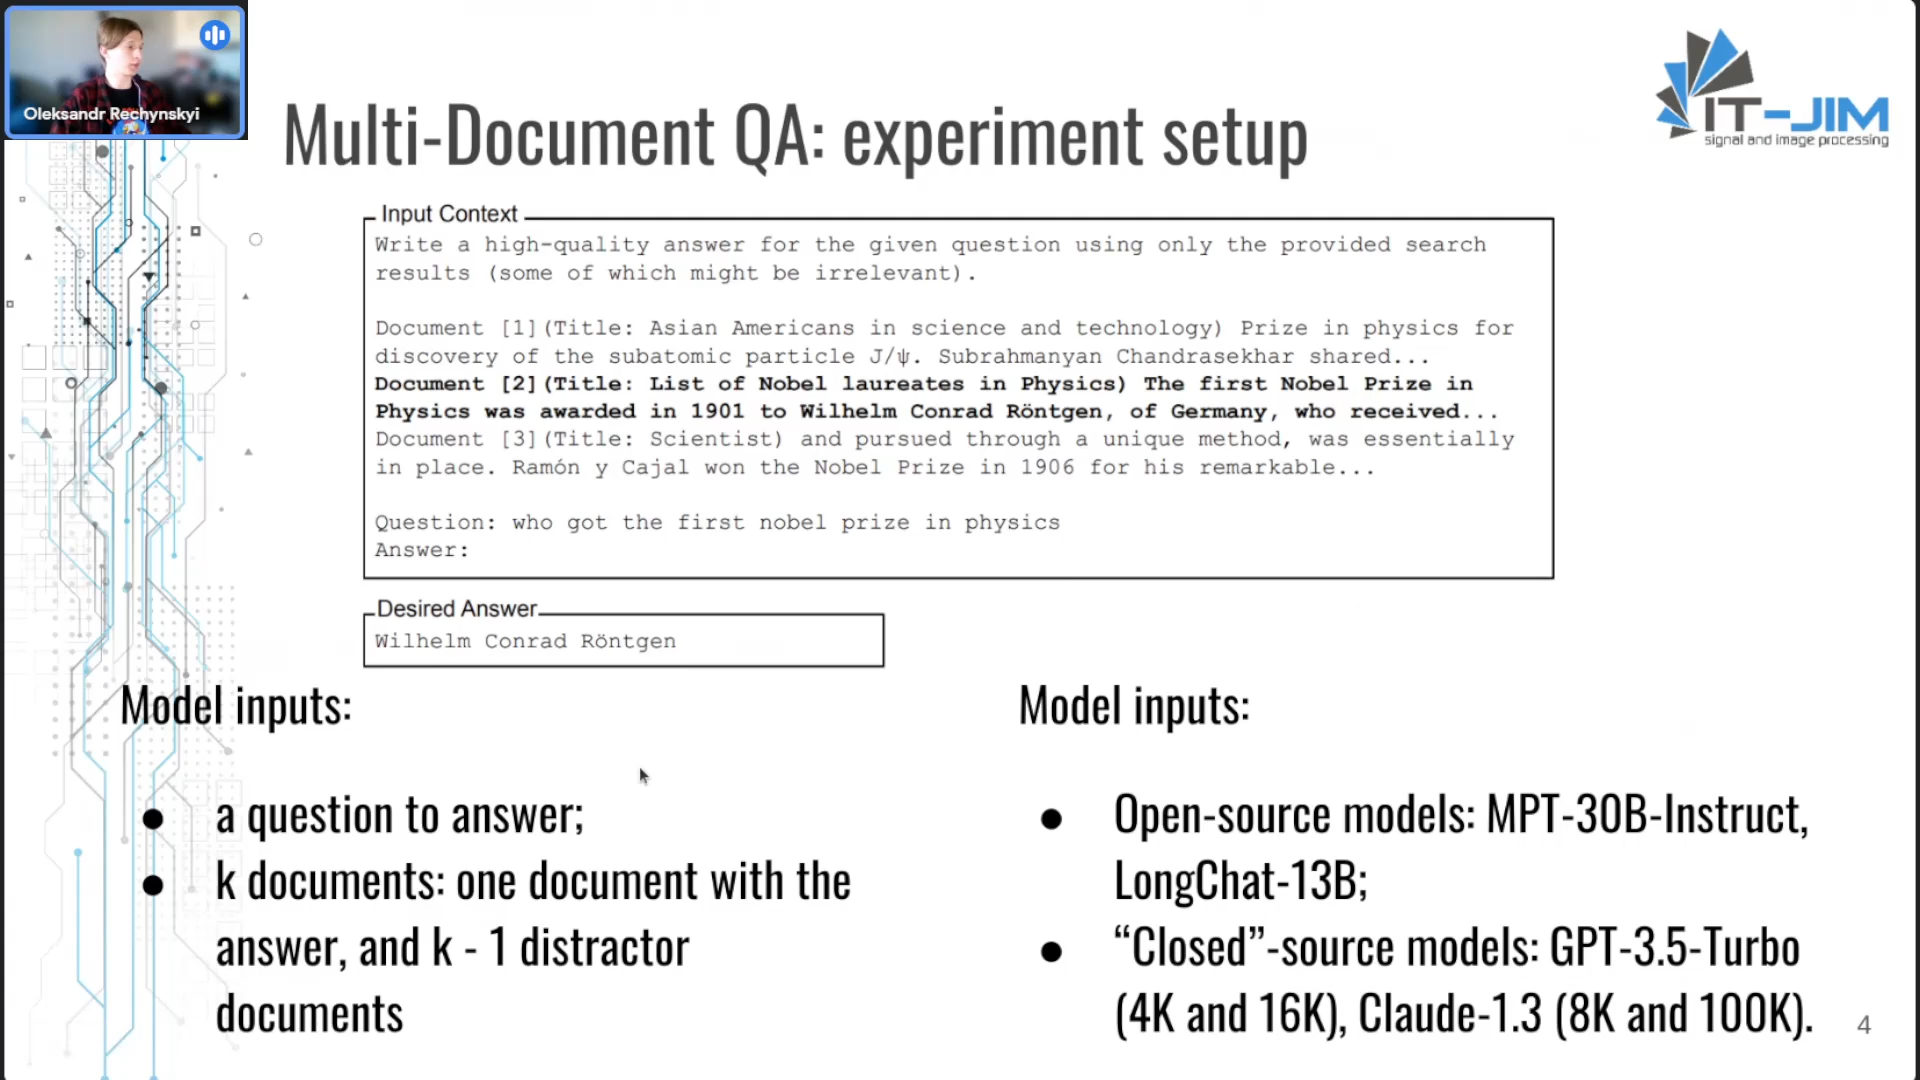 Oleksandr Rechynskyi
IT-JIM
signal and image processing
Multi-Document QA: experiment setup
Input Context
Write a high-quality answer for the given question using only the provided search
results (some of which might be irrelevant).
Document [1](Title: Asian Americans in science and technology) Prize in physics for
discovery of the subatomic particle J/ψ. Subrahmanyan Chandrasekhar shared...
Document [2](Title: List of Nobel laureates in Physics) The first Nobel Prize in
Physics was awarded in 1901 to Wilhelm Conrad Röntgen, of Germany, who received...
Document [3](Title: Scientist) and pursued through a unique method, was essentially
in place. Ramón y Cajal won the Nobel Prize in 1906 for his remarkable...
Question: who got the first nobel prize in physics
Answer:
Desired Answer
Wilhelm Conrad Röntgen
Model inputs:
● a question to answer;
● k documents: one document with the
answer, and k - 1 distractor
documents
Model inputs:
● Open-source models: MPT-30B-Instruct,
LongChat-13B;
● “Closed”-source models: GPT-3.5-Turbo
(4K and 16K), Claude-1.3 (8K and 100K).
4